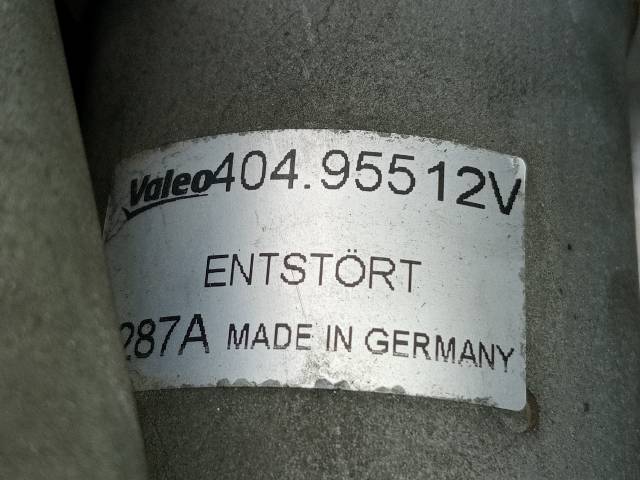 Valeo 404.955 12V
ENTSTÖRT
287A MADE IN GERMANY